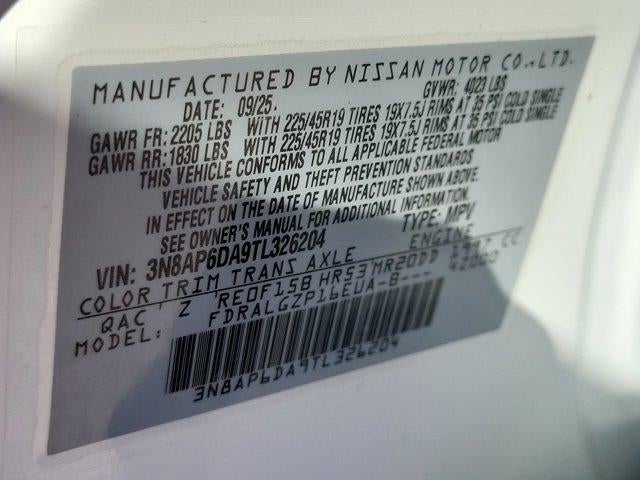 MANUFACTURED BY NISSAN MOTOR CO.,LTD.
DATE: 09/25. GVWR: 4023 LBS
GAWR FR: 2205 LBS WITH 225/45R19 TIRES 19X7.5J RIMS AT 35 PSI COLD SINGLE
GAWR RR: 1830 LBS WITH 225/45R19 TIRES 19X7.5J RIMS AT 35 PSI COLD SINGLE
THIS VEHICLE CONFORMS TO ALL APPLICABLE FEDERAL MOTOR
VEHICLE SAFETY AND THEFT PREVENTION STANDARDS
IN EFFECT ON THE DATE OF MANUFACTURE SHOWN ABOVE.
SEE OWNER'S MANUAL FOR ADDITIONAL INFORMATION.
VIN: 3N8AP6DA9TL326204 TYPE: MPV
COLOR TRIM TRANS AXLE ENGINE
QAC Z RE0F15B HR53 MR20DD 1997 CC
MODEL: FDRALGZP16EUA-B--- 42000
3N8AP6DA9TL326204